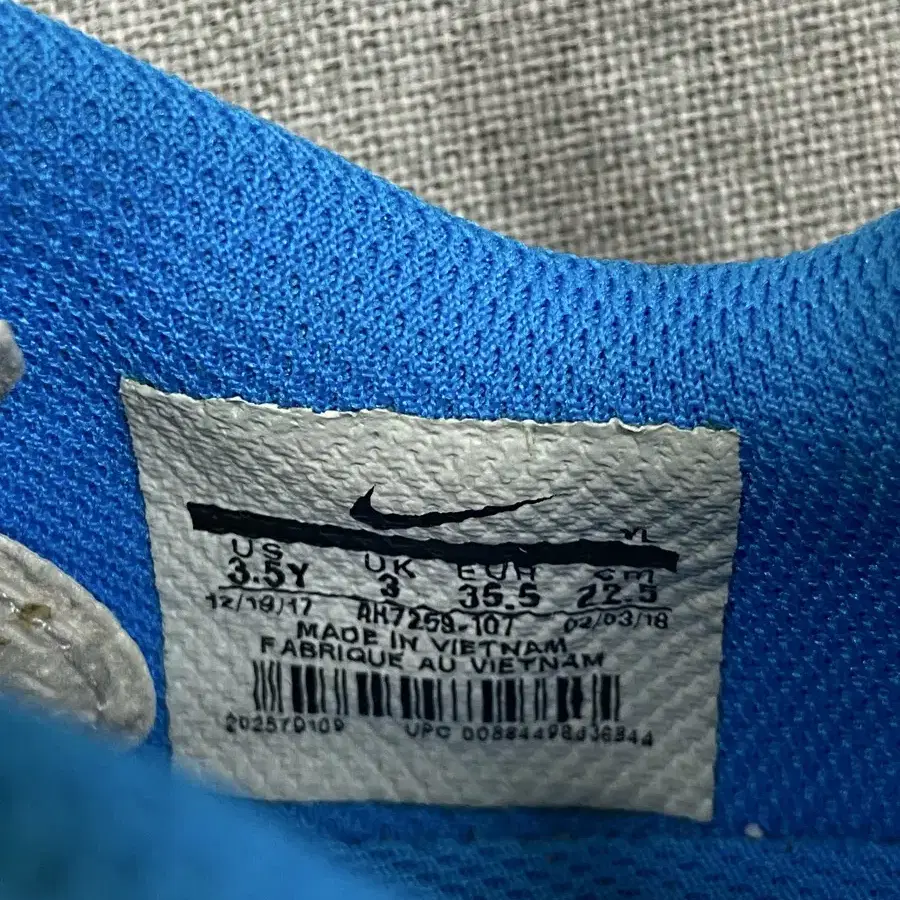 US UK EUR cm
3.5Y 3 35.5 22.5
12/19/17 AH7259-107 02/03/18
MADE IN VIETNAM
FABRIQUE AU VIETNAM
202570109 UPC